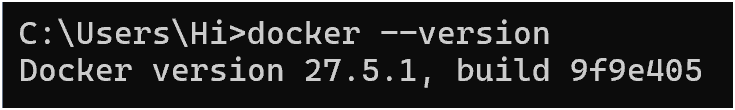 C:\Users\Hi>docker --version
Docker version 27.5.1, build 9f9e405